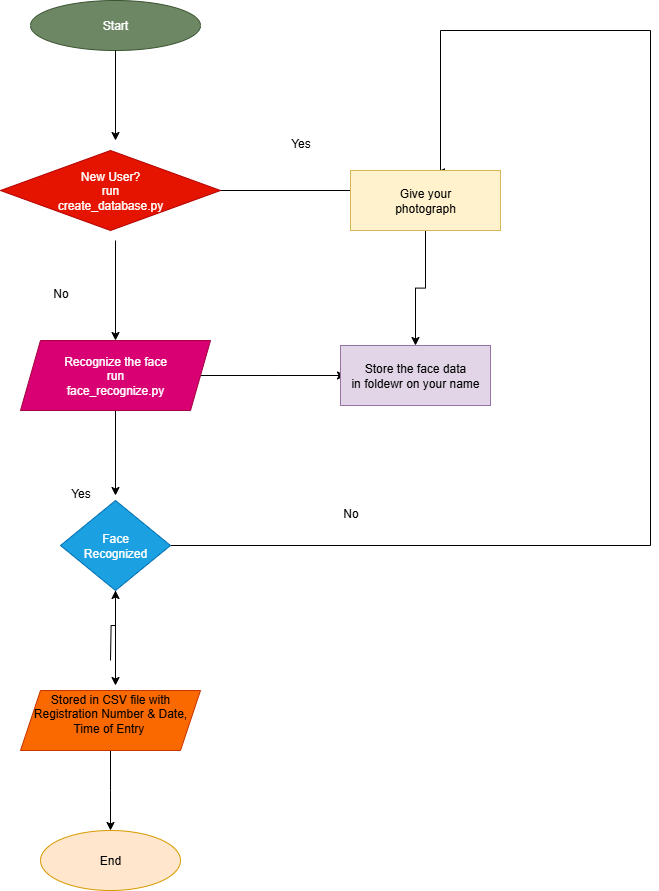 Start
Yes
New User?
run
create_database.py
Give your
photograph
No
Recognize the face
run
face_recognize.py
Store the face data
in foldewr on your name
Yes
No
Face
Recognized
Stored in CSV file with
Registration Number & Date,
Time of Entry
End